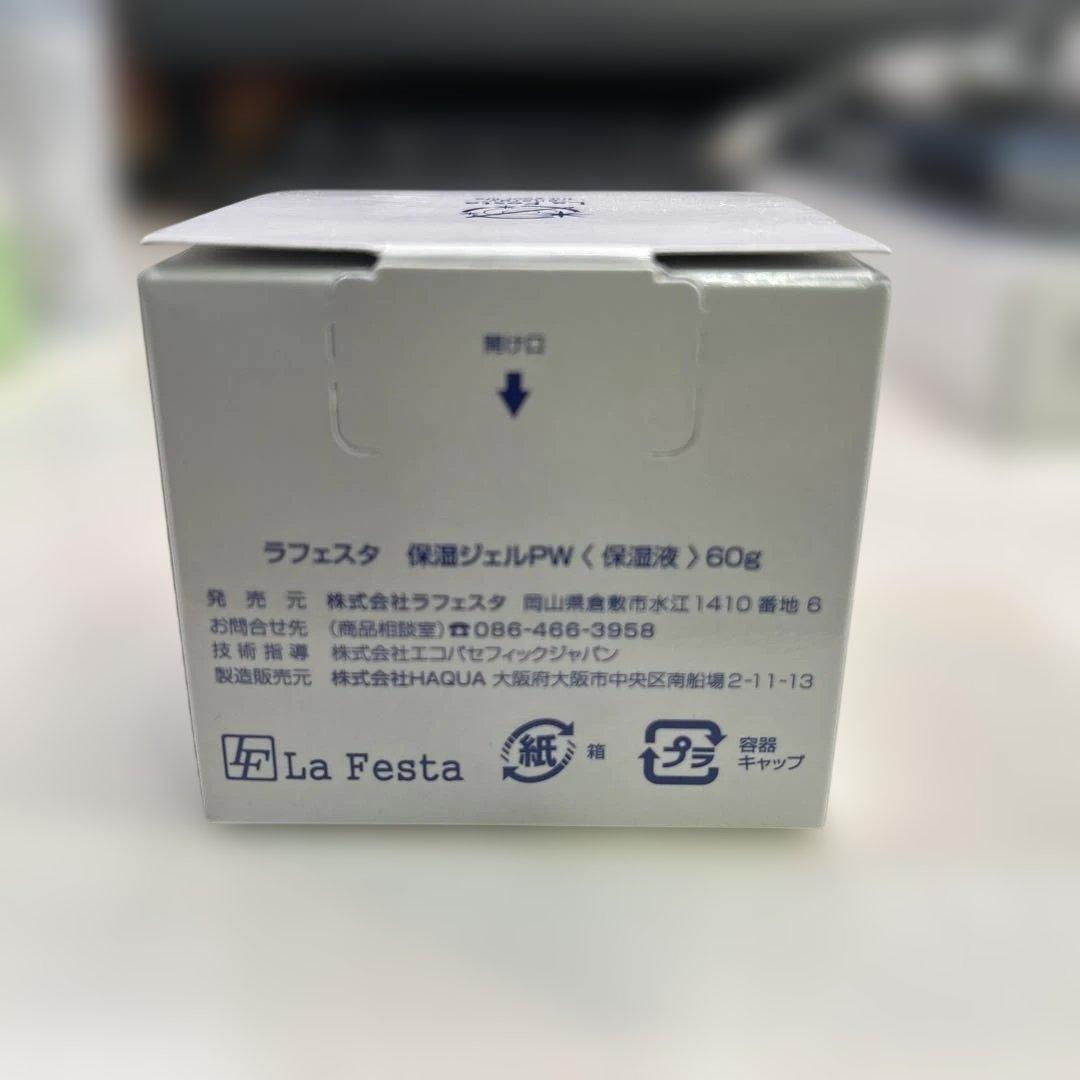 La Festa
開け口
ラフェスタ 保湿ジェルPW〈 保湿液 〉60g
発売元 株式会社ラフェスタ 岡山県倉敷市水江1410番地6
お問合せ先 (商品相談室)☎086-466-3958
技術指導 株式会社エコパセフィックジャパン
製造販売元 株式会社HAQUA 大阪府大阪市中央区南船場2-11-13
LF La Festa 紙 箱 プラ 容器
キャップ